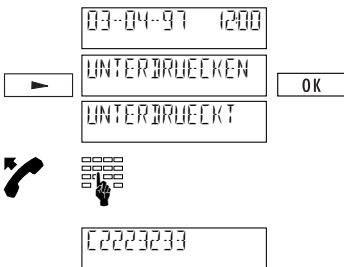 03-04-97 12:00
UNTERDRUECKEN
OK
UNTERDRUECKT
C2223233